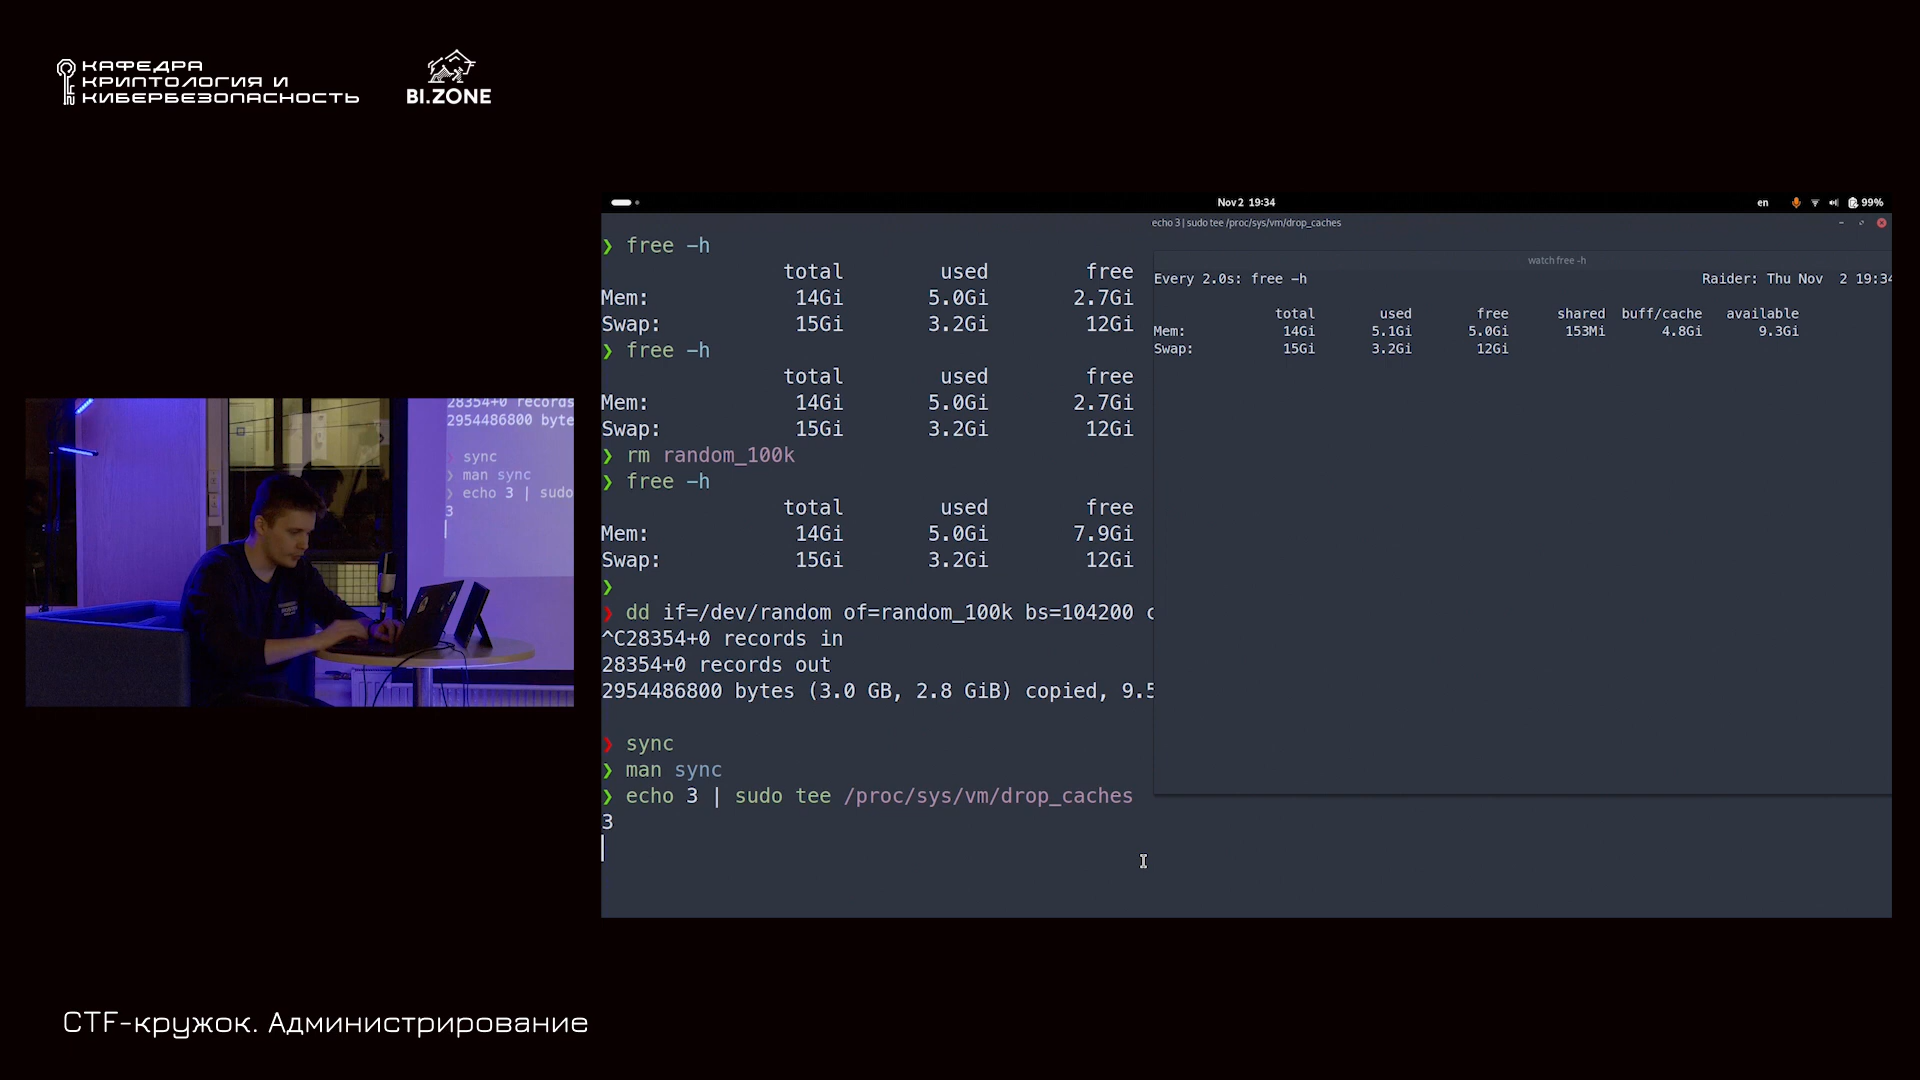 КАФЕДРА
КРИПТОЛОГИЯ И
КИБЕРБЕЗОПАСНОСТЬ
BI.ZONE
Nov 2 19:34
en
99%
echo 3 | sudo tee /proc/sys/vm/drop_caches
❯ free -h
total used free
Mem: 14Gi 5.0Gi 2.7Gi
Swap: 15Gi 3.2Gi 12Gi
❯ free -h
total used free
Mem: 14Gi 5.0Gi 2.7Gi
Swap: 15Gi 3.2Gi 12Gi
❯ rm random_100k
❯ free -h
total used free
Mem: 14Gi 5.0Gi 7.9Gi
Swap: 15Gi 3.2Gi 12Gi
❯
❯ dd if=/dev/random of=random_100k bs=104200 c
^C28354+0 records in
28354+0 records out
2954486800 bytes (3.0 GB, 2.8 GiB) copied, 9.5
❯ sync
❯ man sync
❯ echo 3 | sudo tee /proc/sys/vm/drop_caches
3
watch free -h
Every 2.0s: free -h Raider: Thu Nov 2 19:34
total used free shared buff/cache available
Mem: 14Gi 5.1Gi 5.0Gi 153Mi 4.8Gi 9.3Gi
Swap: 15Gi 3.2Gi 12Gi
28354+0 records
2954486800 byte
❯ sync
❯ man sync
❯ echo 3 | sudo
3
CTF-кружок. Администрирование